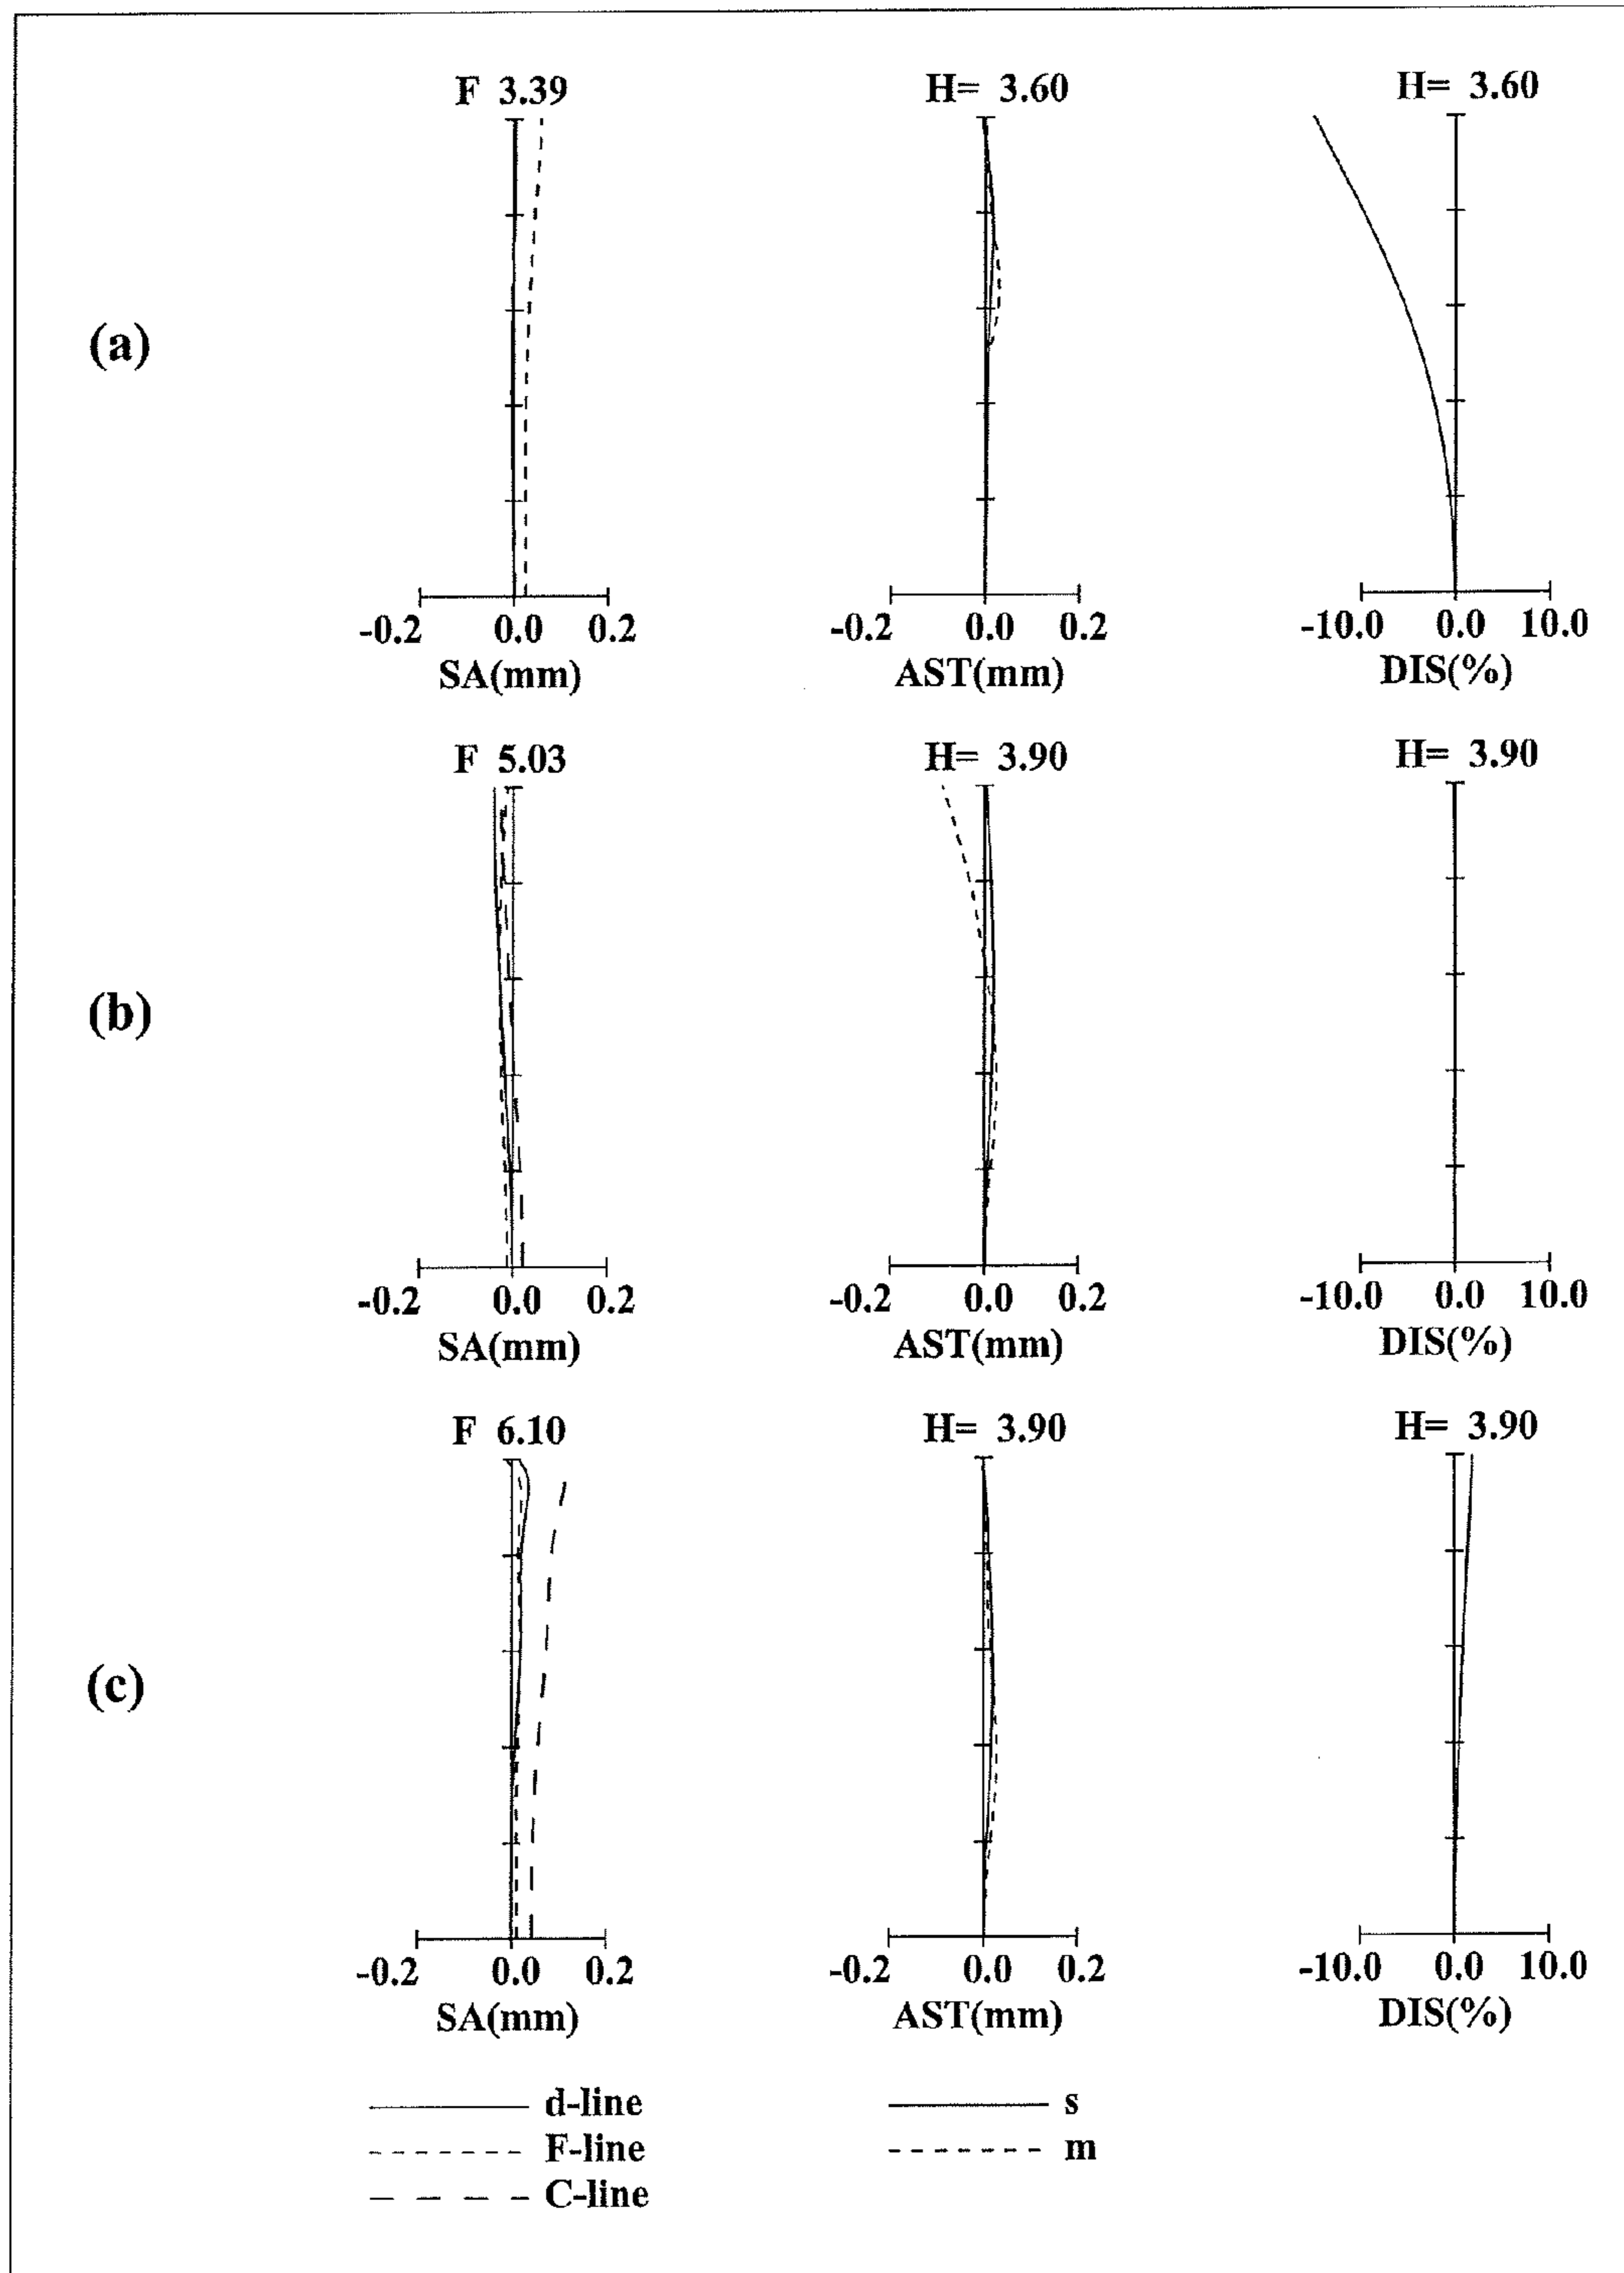 F 3.39 H= 3.60 H= 3.60
(a)
-0.2 0.0 0.2 -0.2 0.0 0.2 -10.0 0.0 10.0
SA(mm) AST(mm) DIS(%)
F 5.03 H= 3.90 H= 3.90
(b)
-0.2 0.0 0.2 -0.2 0.0 0.2 -10.0 0.0 10.0
SA(mm) AST(mm) DIS(%)
F 6.10 H= 3.90 H= 3.90
(c)
-0.2 0.0 0.2 -0.2 0.0 0.2 -10.0 0.0 10.0
SA(mm) AST(mm) DIS(%)
d-line s
F-line m
C-line